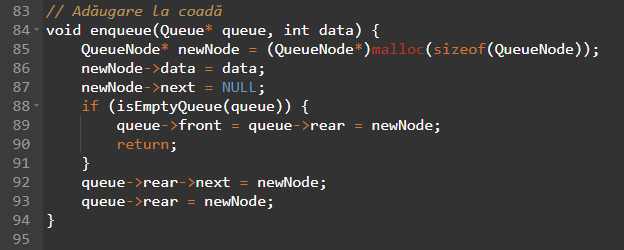 83 // Adăugare la coadă
84 void enqueue(Queue* queue, int data) {
85     QueueNode* newNode = (QueueNode*)malloc(sizeof(QueueNode));
86     newNode->data = data;
87     newNode->next = NULL;
88     if (isEmptyQueue(queue)) {
89         queue->front = queue->rear = newNode;
90         return;
91     }
92     queue->rear->next = newNode;
93     queue->rear = newNode;
94 }
95